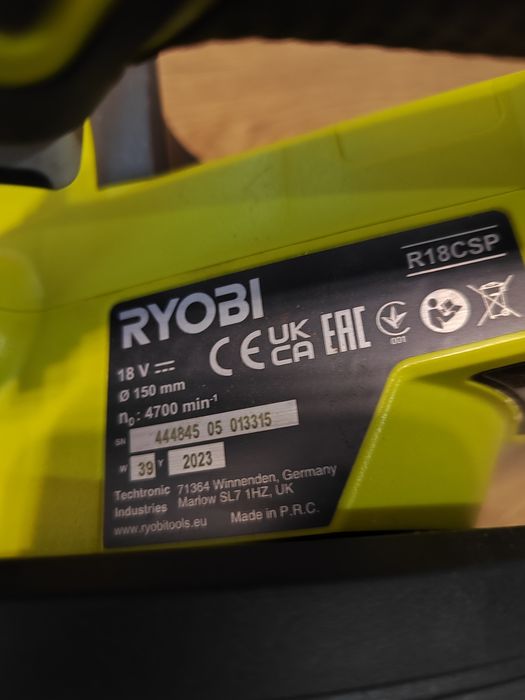 R18CSP
RYOBI
CE UK CA EAC
001
18 V
Ø 150 mm
n₀: 4700 min⁻¹
SN 444845 05 013315
W 39 Y 2023
Techtronic Industries
71364 Winnenden, Germany
Marlow SL7 1HZ, UK
www.ryobitools.eu Made in P.R.C.